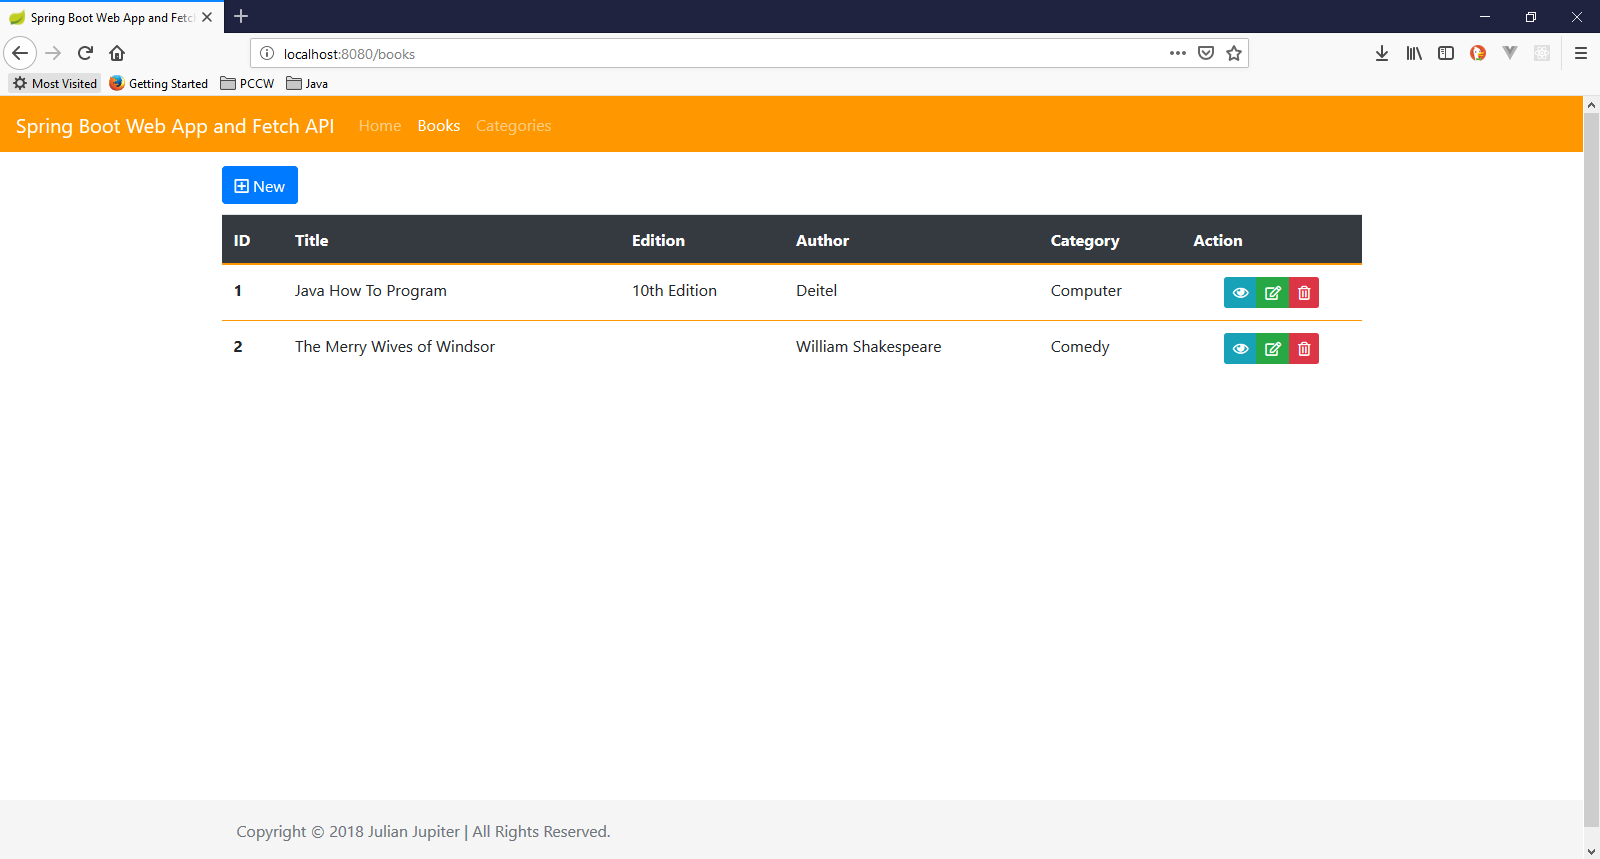 Spring Boot Web App and Fetc
localhost:8080/books
Most Visited Getting Started PCCW Java
Spring Boot Web App and Fetch API Home Books Categories
New
ID Title Edition Author Category Action
1 Java How To Program 10th Edition Deitel Computer
2 The Merry Wives of Windsor William Shakespeare Comedy
Copyright © 2018 Julian Jupiter | All Rights Reserved.